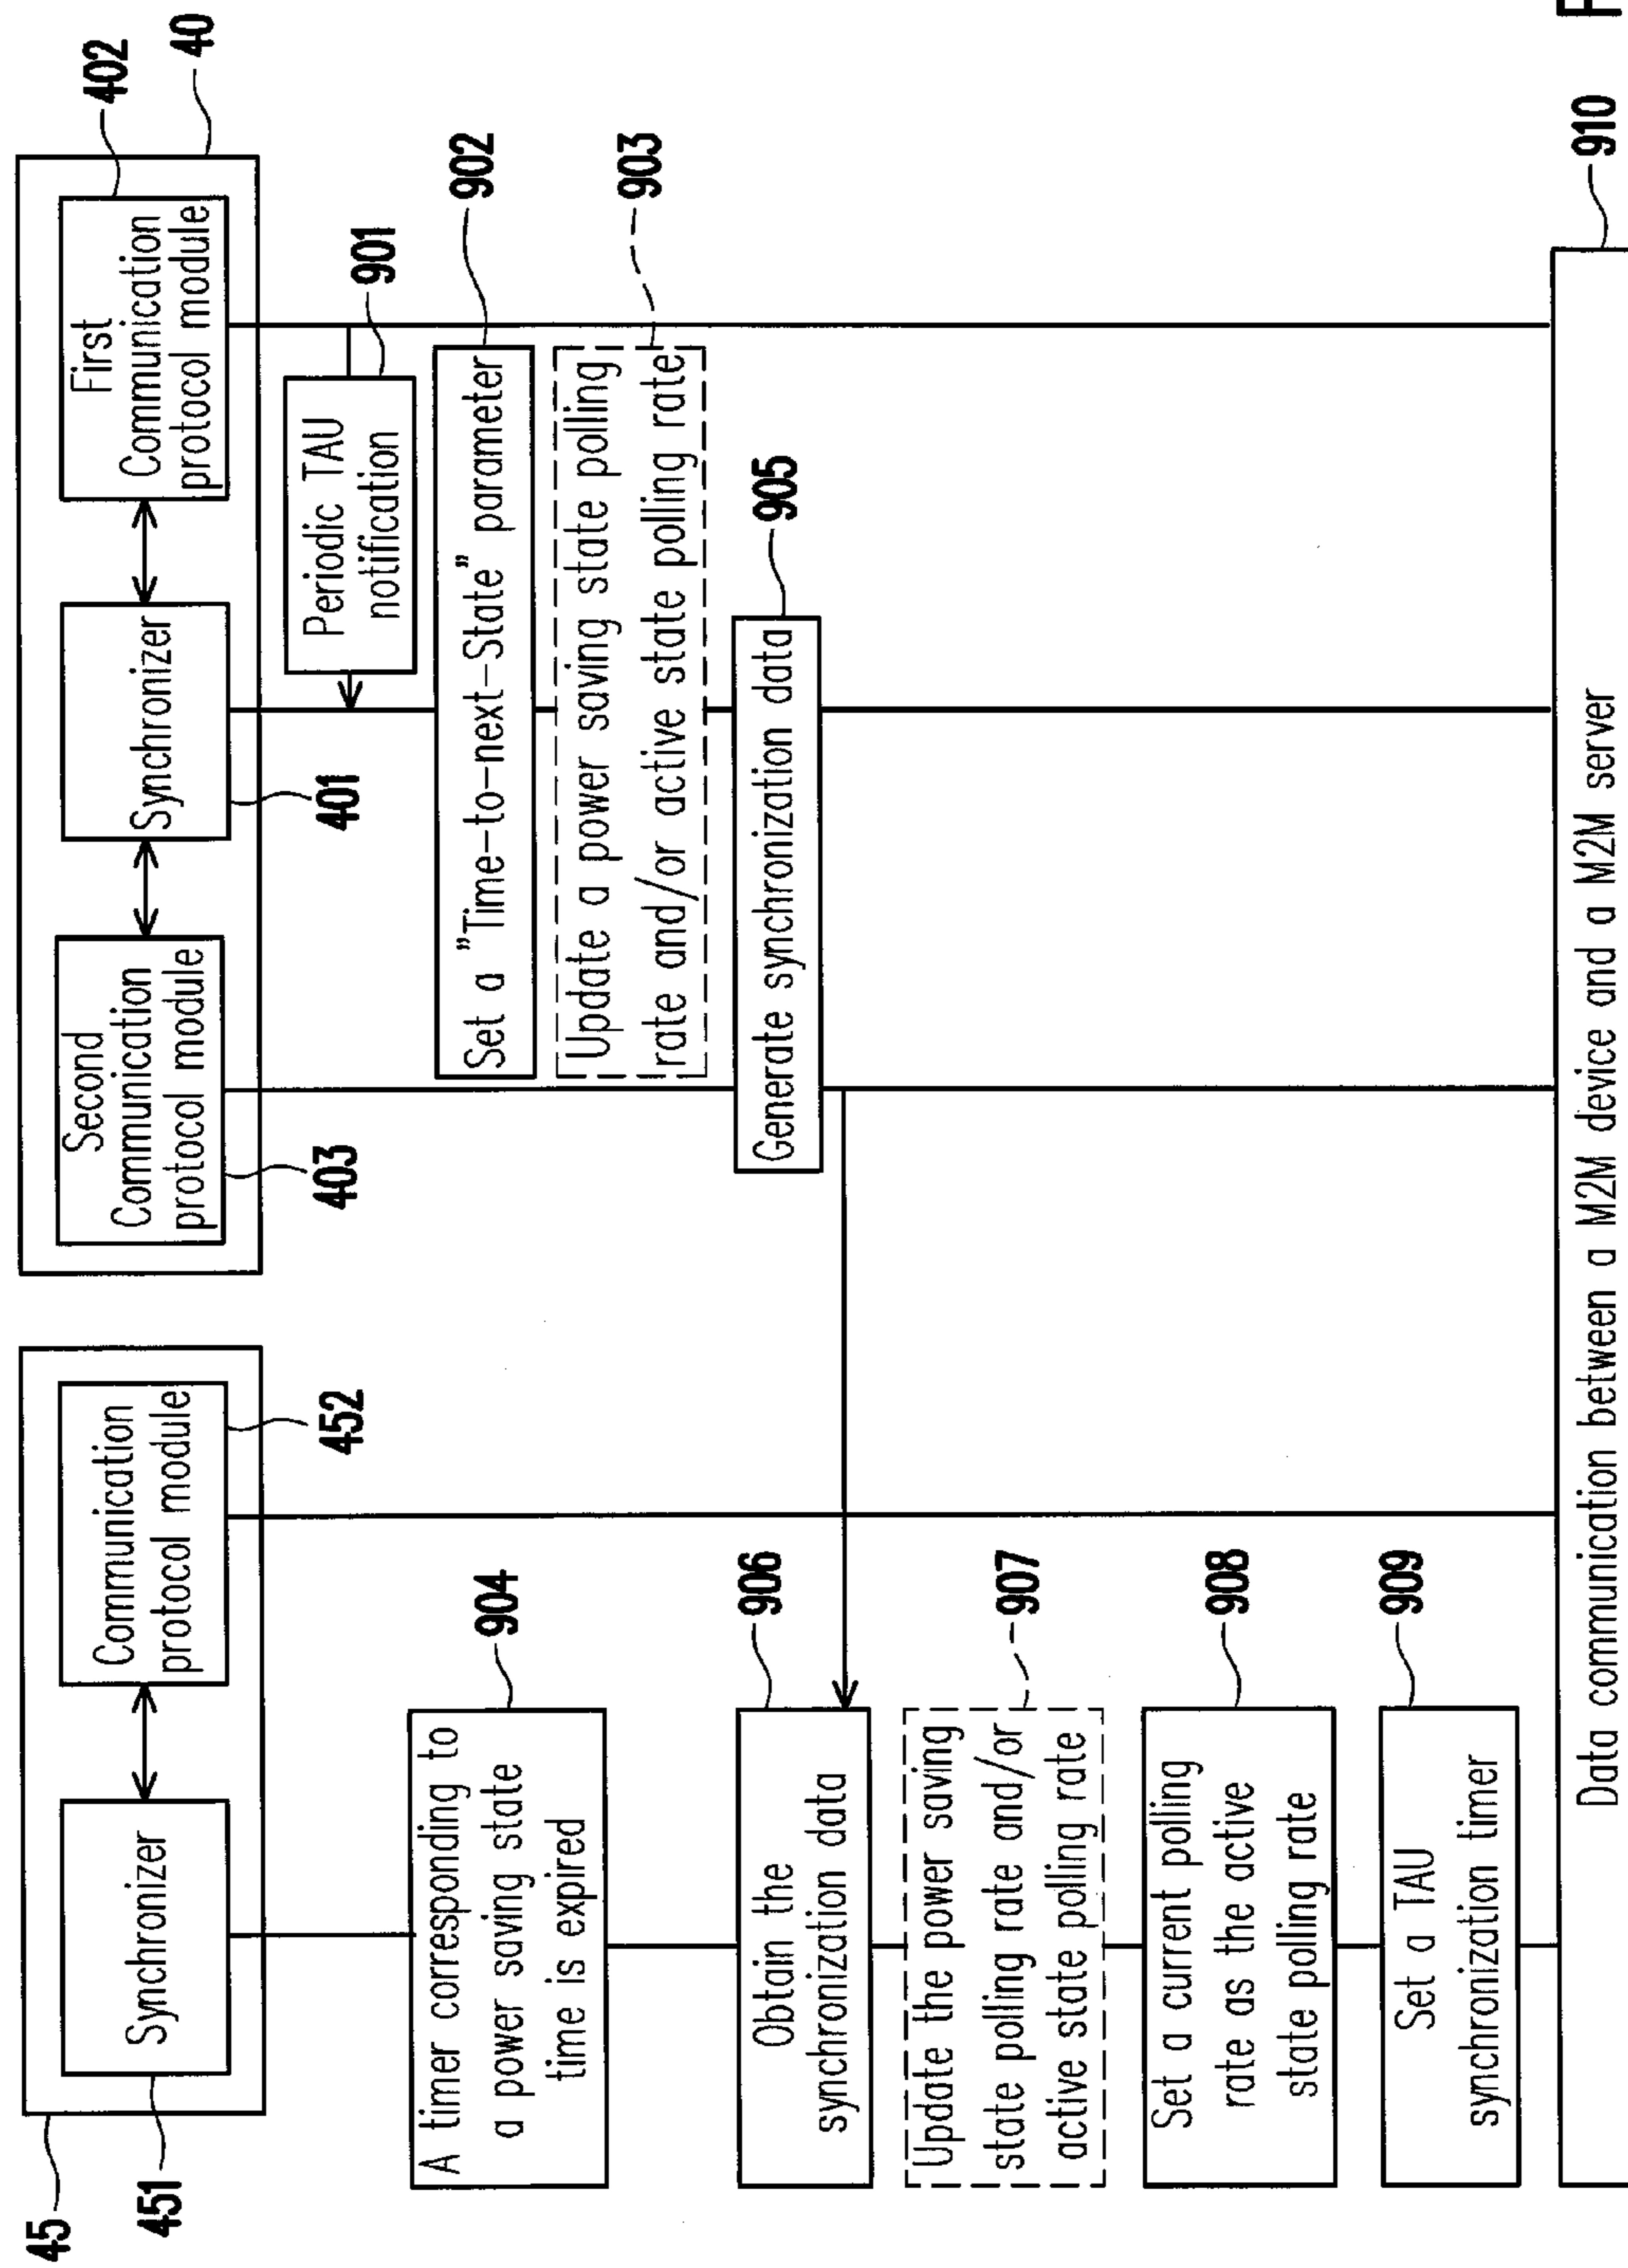 45
451
Synchronizer
Communication
protocol module
452
Second
Communication
protocol module
403
Synchronizer
401
First
Communication
protocol module
402
40
Periodic TAU
notification
901
Set a "Time-to-next-State" parameter
902
Update a power saving state polling
rate and/or active state polling rate
903
A timer corresponding to
a power saving state
time is expired
904
Generate synchronization data
905
Obtain the
synchronization data
906
Update the power saving
state polling rate and/or
active state polling rate
907
Set a current polling
rate as the active
state polling rate
908
Set a TAU
synchronization timer
909
Data communication between a M2M device and a M2M server
910